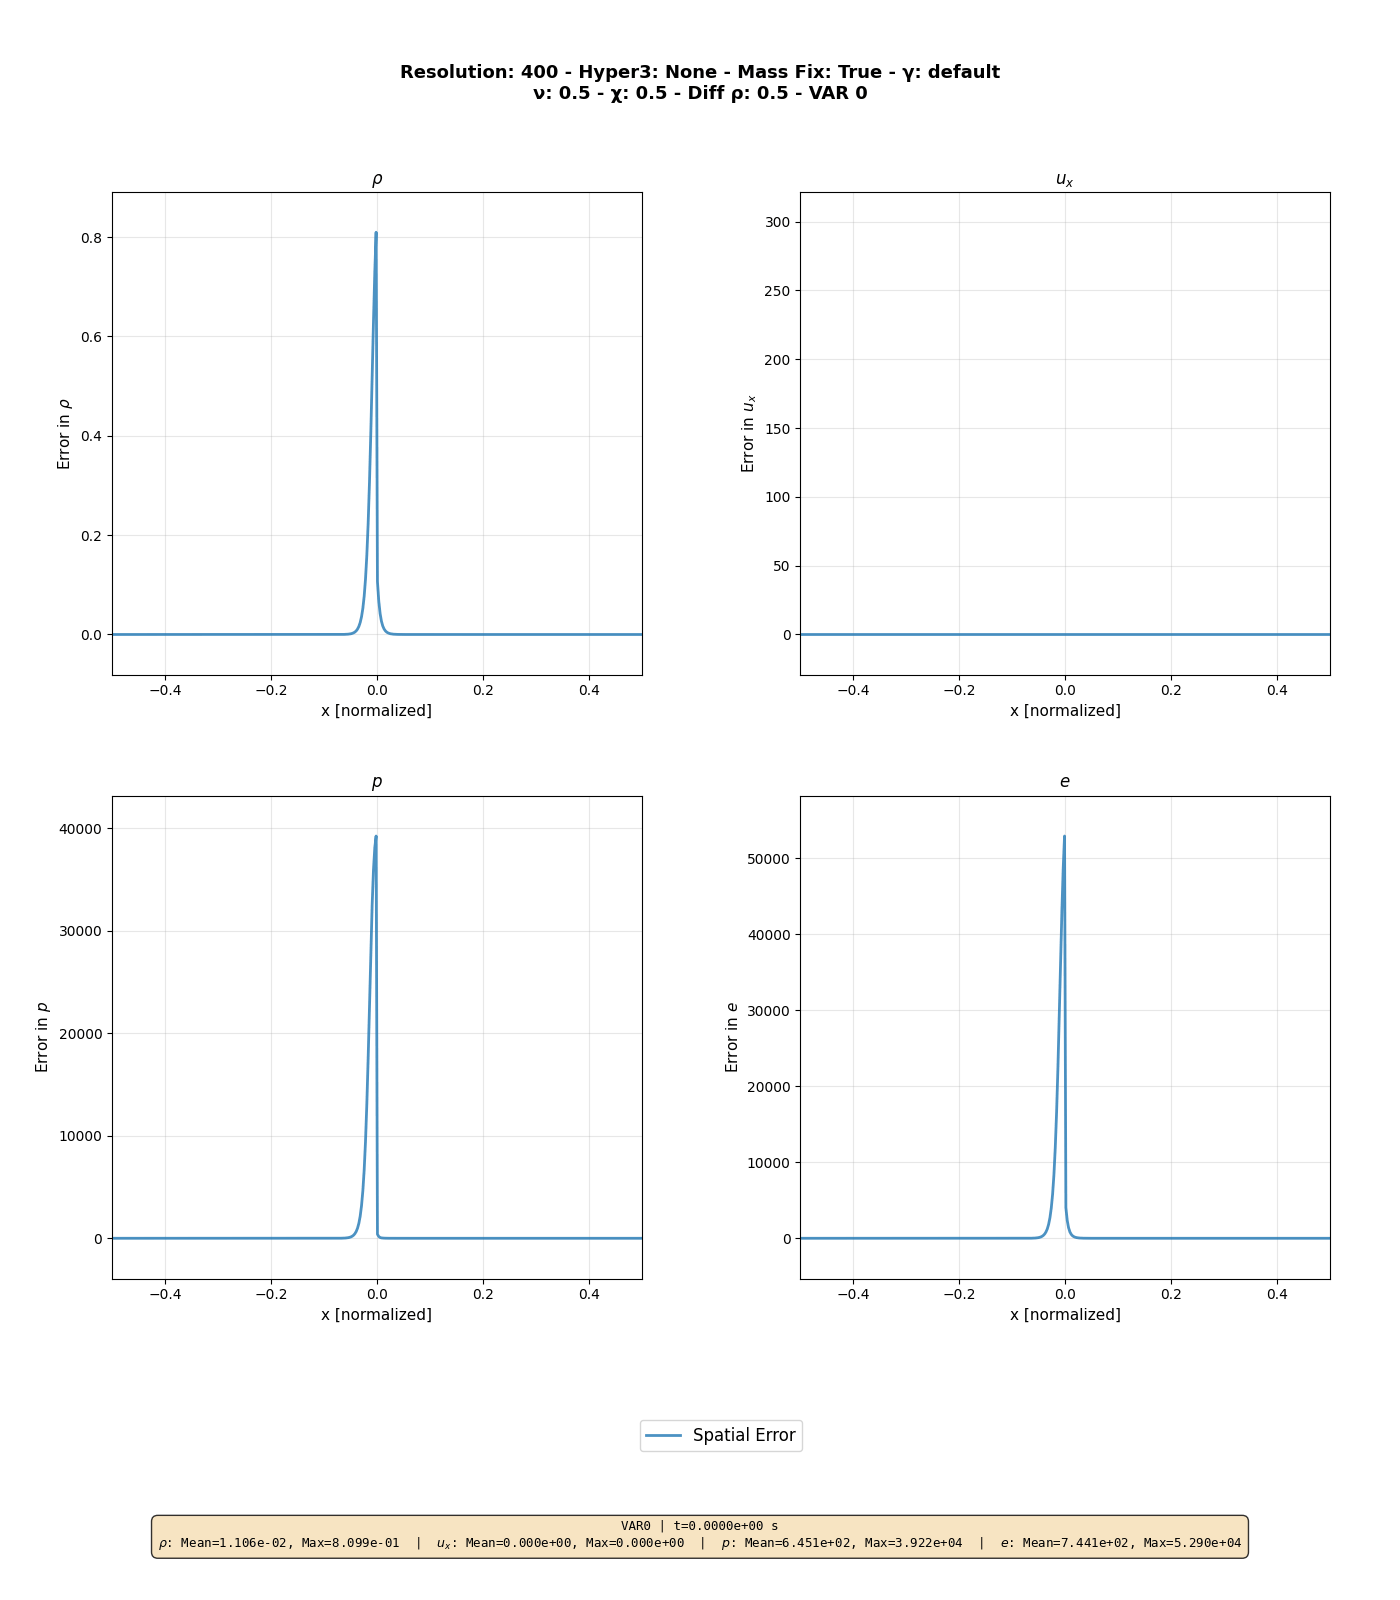 Resolution: 400 - Hyper3: None - Mass Fix: True - γ: default
ν: 0.5 - χ: 0.5 - Diff ρ: 0.5 - VAR 0
ρ
Error in ρ
0.8
0.6
0.4
0.2
0.0
−0.4
−0.2
0.0
0.2
0.4
x [normalized]
uₓ
Error in uₓ
300
250
200
150
100
50
0
−0.4
−0.2
0.0
0.2
0.4
x [normalized]
p
Error in p
40000
30000
20000
10000
0
−0.4
−0.2
0.0
0.2
0.4
x [normalized]
e
Error in e
50000
40000
30000
20000
10000
0
−0.4
−0.2
0.0
0.2
0.4
x [normalized]
Spatial Error
VAR0 | t=0.0000e+00 s
ρ: Mean=1.106e-02, Max=8.099e-01 | uₓ: Mean=0.000e+00, Max=0.000e+00 | p: Mean=6.451e+02, Max=3.922e+04 | e: Mean=7.441e+02, Max=5.290e+04